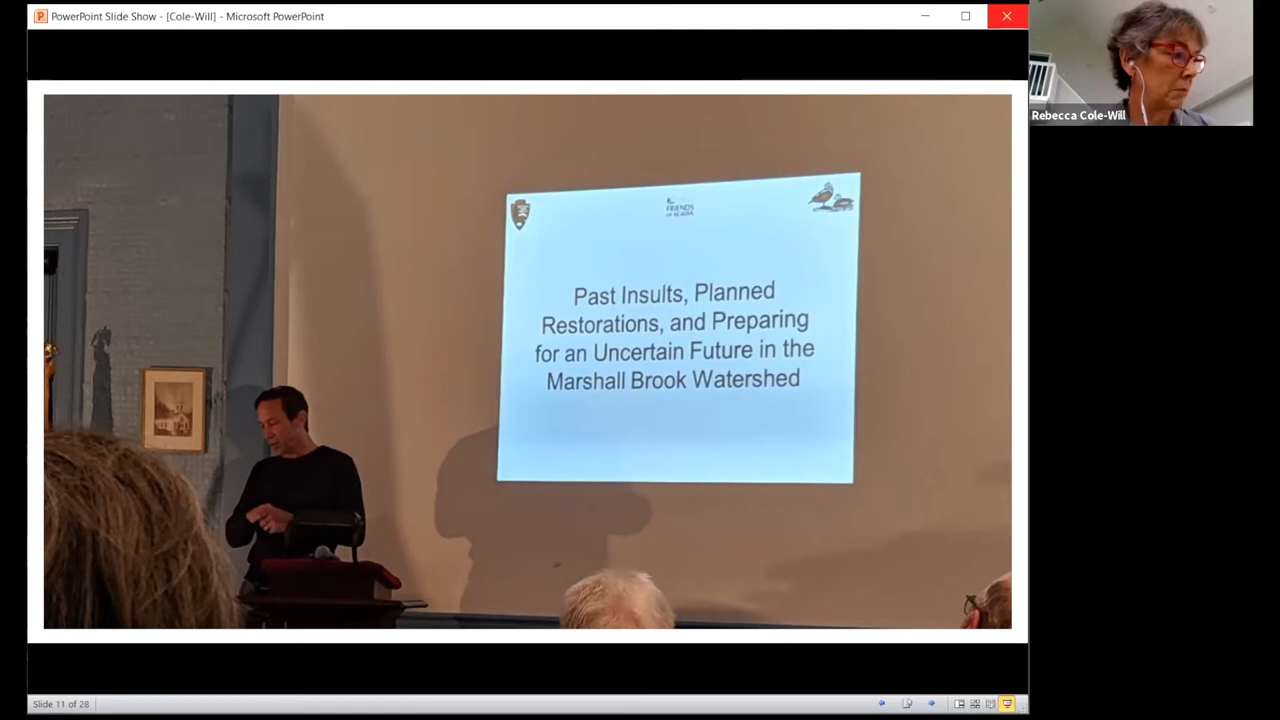 PowerPoint Slide Show - [Cole-Will] - Microsoft PowerPoint
Rebecca Cole-Will
FRIENDS
OF ACADIA
Past Insults, Planned
Restorations, and Preparing
for an Uncertain Future in the
Marshall Brook Watershed
Slide 11 of 28